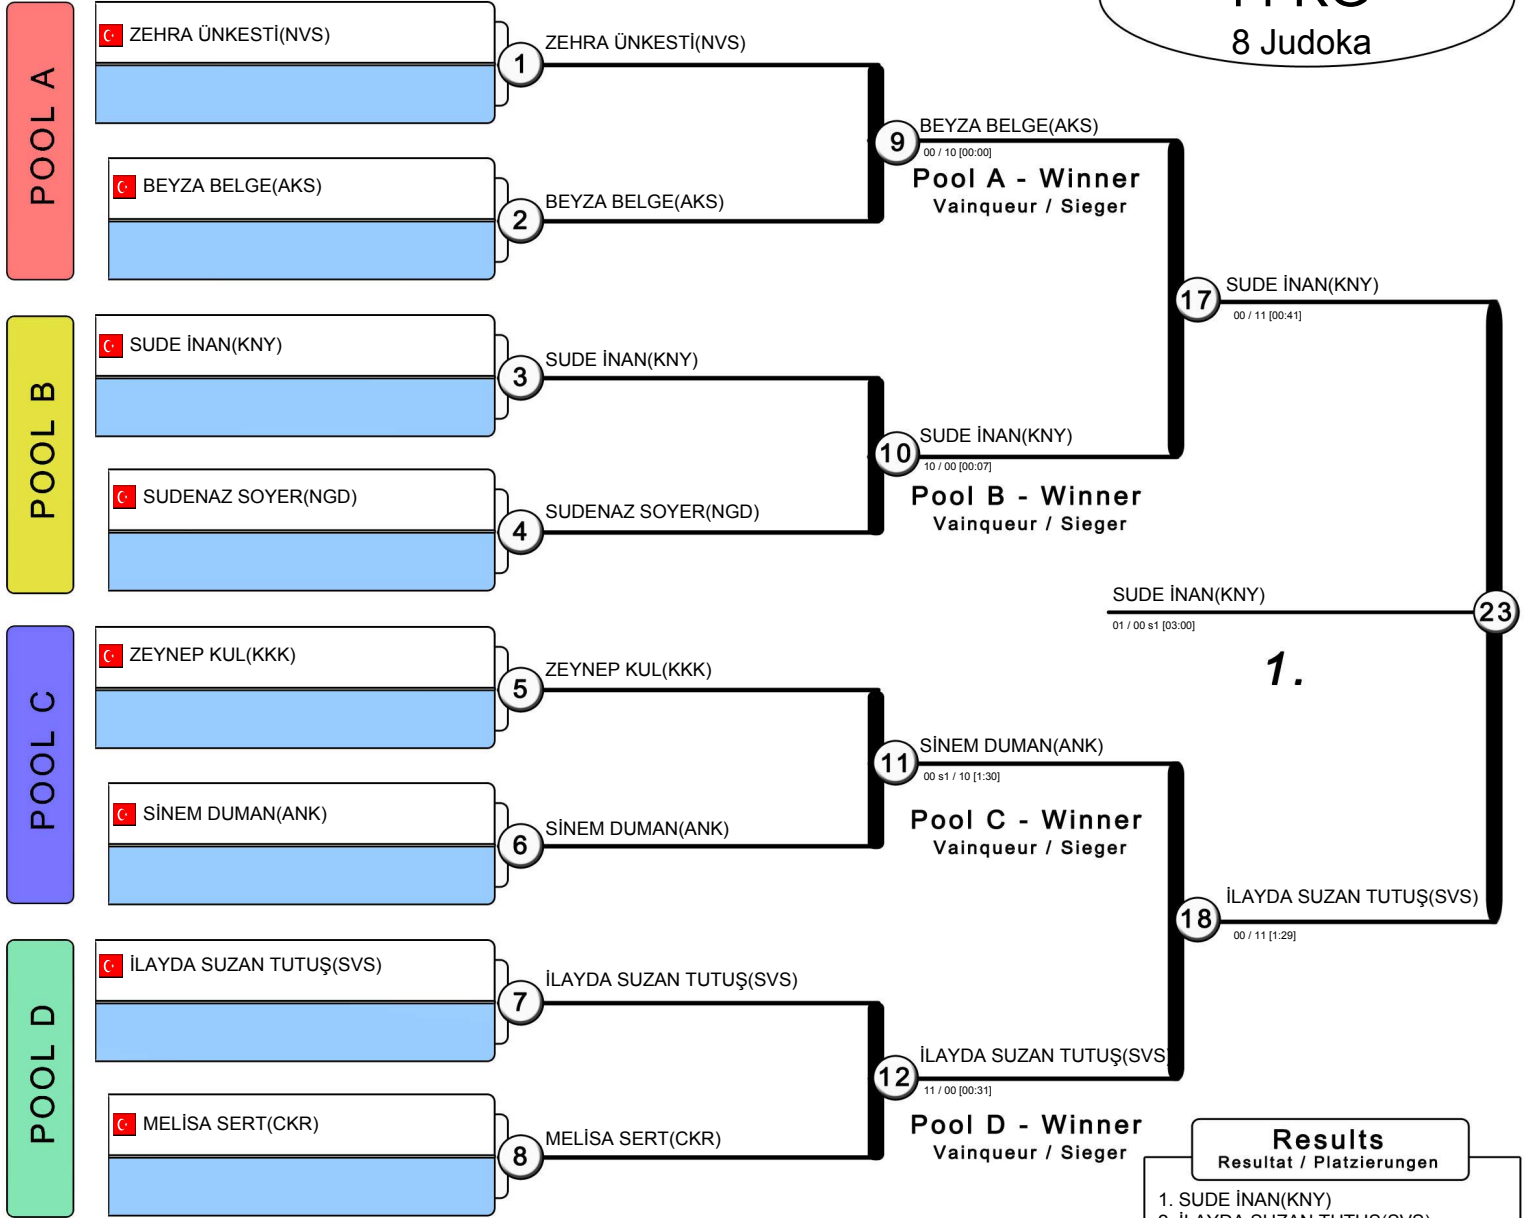 8 Judoka
POOL A
ZEHRA ÜNKESTİ(NVS)
BEYZA BELGE(AKS)
1
ZEHRA ÜNKESTİ(NVS)
2
BEYZA BELGE(AKS)
9
BEYZA BELGE(AKS)
00 / 10 [00:00]
Pool A - Winner
Vainqueur / Sieger
POOL B
SUDE İNAN(KNY)
SUDENAZ SOYER(NGD)
3
SUDE İNAN(KNY)
4
SUDENAZ SOYER(NGD)
10
SUDE İNAN(KNY)
10 / 00 [00:07]
Pool B - Winner
Vainqueur / Sieger
17
SUDE İNAN(KNY)
00 / 11 [00:41]
POOL C
ZEYNEP KUL(KKK)
SİNEM DUMAN(ANK)
5
ZEYNEP KUL(KKK)
6
SİNEM DUMAN(ANK)
11
SİNEM DUMAN(ANK)
00 s1 / 10 [1:30]
Pool C - Winner
Vainqueur / Sieger
POOL D
İLAYDA SUZAN TUTUŞ(SVS)
MELİSA SERT(CKR)
7
İLAYDA SUZAN TUTUŞ(SVS)
8
MELİSA SERT(CKR)
12
İLAYDA SUZAN TUTUŞ(SVS)
11 / 00 [00:31]
Pool D - Winner
Vainqueur / Sieger
18
İLAYDA SUZAN TUTUŞ(SVS)
00 / 11 [1:29]
SUDE İNAN(KNY)
01 / 00 s1 [03:00]
23
1.
Results
Resultat / Platzierungen
1. SUDE İNAN(KNY)
2. İLAYDA SUZAN TUTUŞ(SVS)